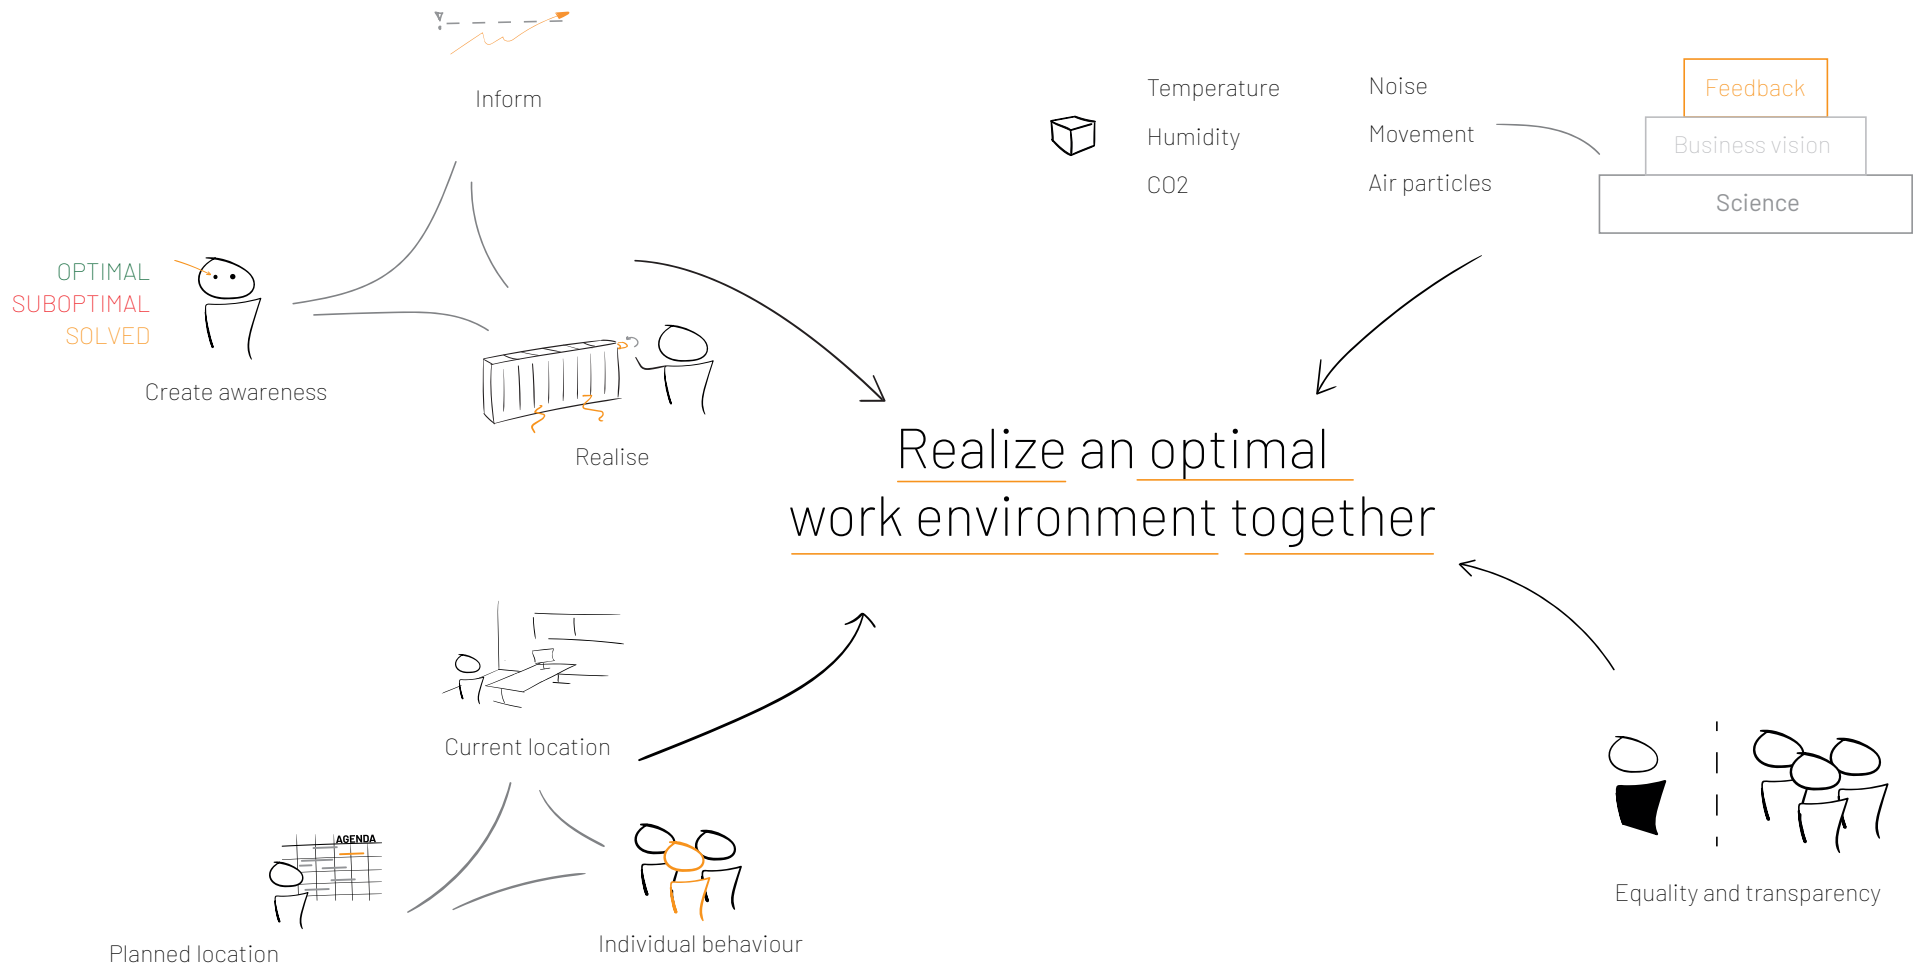 Inform
Temperature
Humidity
CO2
Noise
Movement
Air particles
Feedback
Business vision
Science
OPTIMAL
SUBOPTIMAL
SOLVED
Create awareness
Realise
Realize an optimal
work environment together
Current location
AGENDA
Planned location
Individual behaviour
Equality and transparency